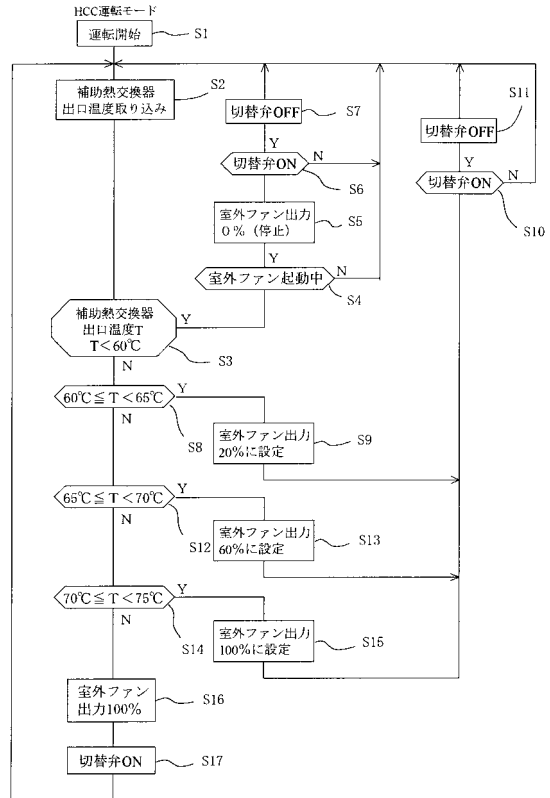 HCC運転モード
運転開始
S1
補助熱交換器
出口温度取り込み
S2
切替弁OFF
S7
Y
切替弁ON
N
S6
室外ファン出力
0%(停止)
S5
Y
室外ファン起動中
N
S4
切替弁OFF
S11
Y
切替弁ON
N
S10
補助熱交換器
出口温度T
T<60℃
Y
S3
N
60℃≦T<65℃
Y
S8
N
室外ファン出力
20%に設定
S9
65℃≦T<70℃
Y
S12
N
室外ファン出力
60%に設定
S13
70℃≦T<75℃
Y
S14
N
室外ファン出力
100%に設定
S15
室外ファン
出力100%
S16
切替弁ON
S17